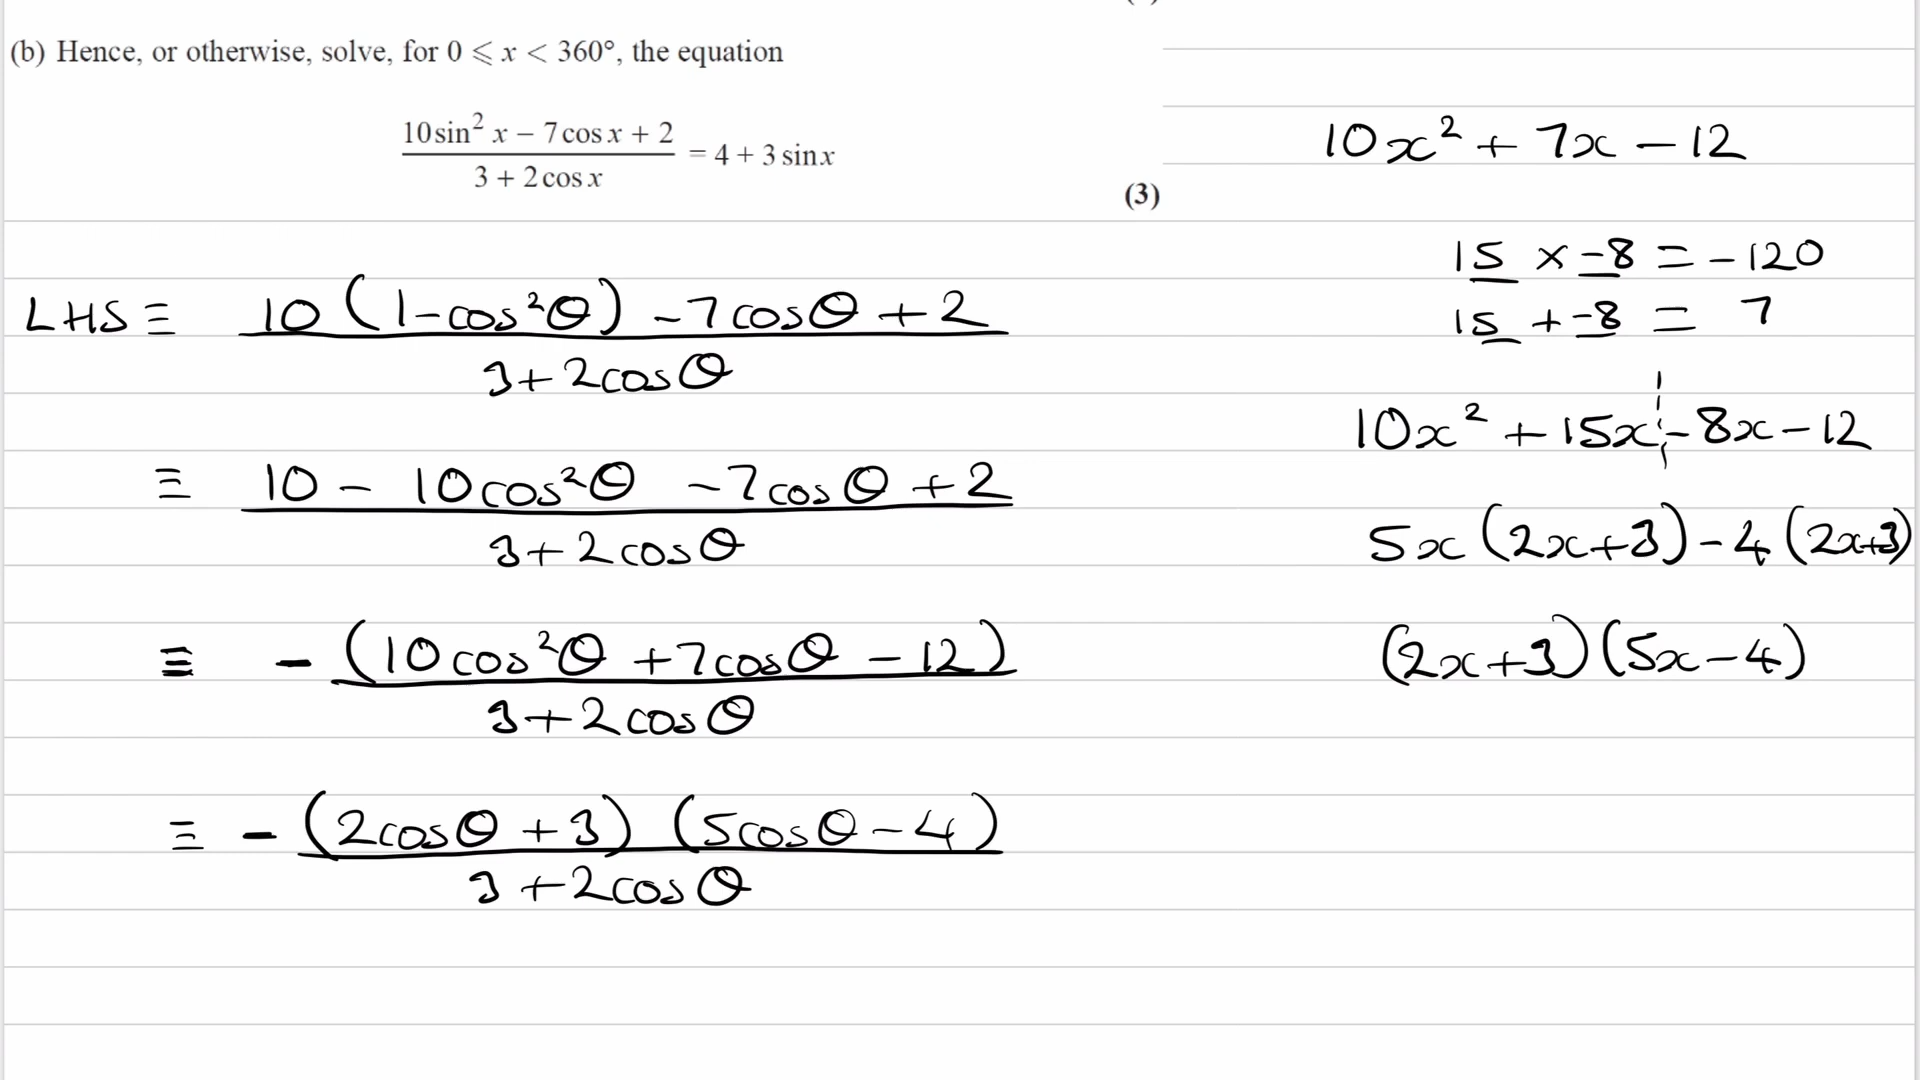 (b) Hence, or otherwise, solve, for 0 ⩽ x < 360°, the equation
10sin² x − 7cos x + 2
= 4 + 3 sin x
3 + 2cos x
(3)
LHS ≡ 10(1-cos²θ) - 7cosθ + 2
3+2cosθ
≡ 10 - 10cos²θ - 7cosθ + 2
3+2cosθ
≡ -(10cos²θ + 7cosθ - 12)
3+2cosθ
≡ -(2cosθ + 3)(5cosθ - 4)
3+2cosθ
10x² + 7x - 12
15 × -8 = -120
15 + -8 = 7
10x² + 15x - 8x - 12
5x(2x+3) - 4(2x+3)
(2x+3)(5x-4)